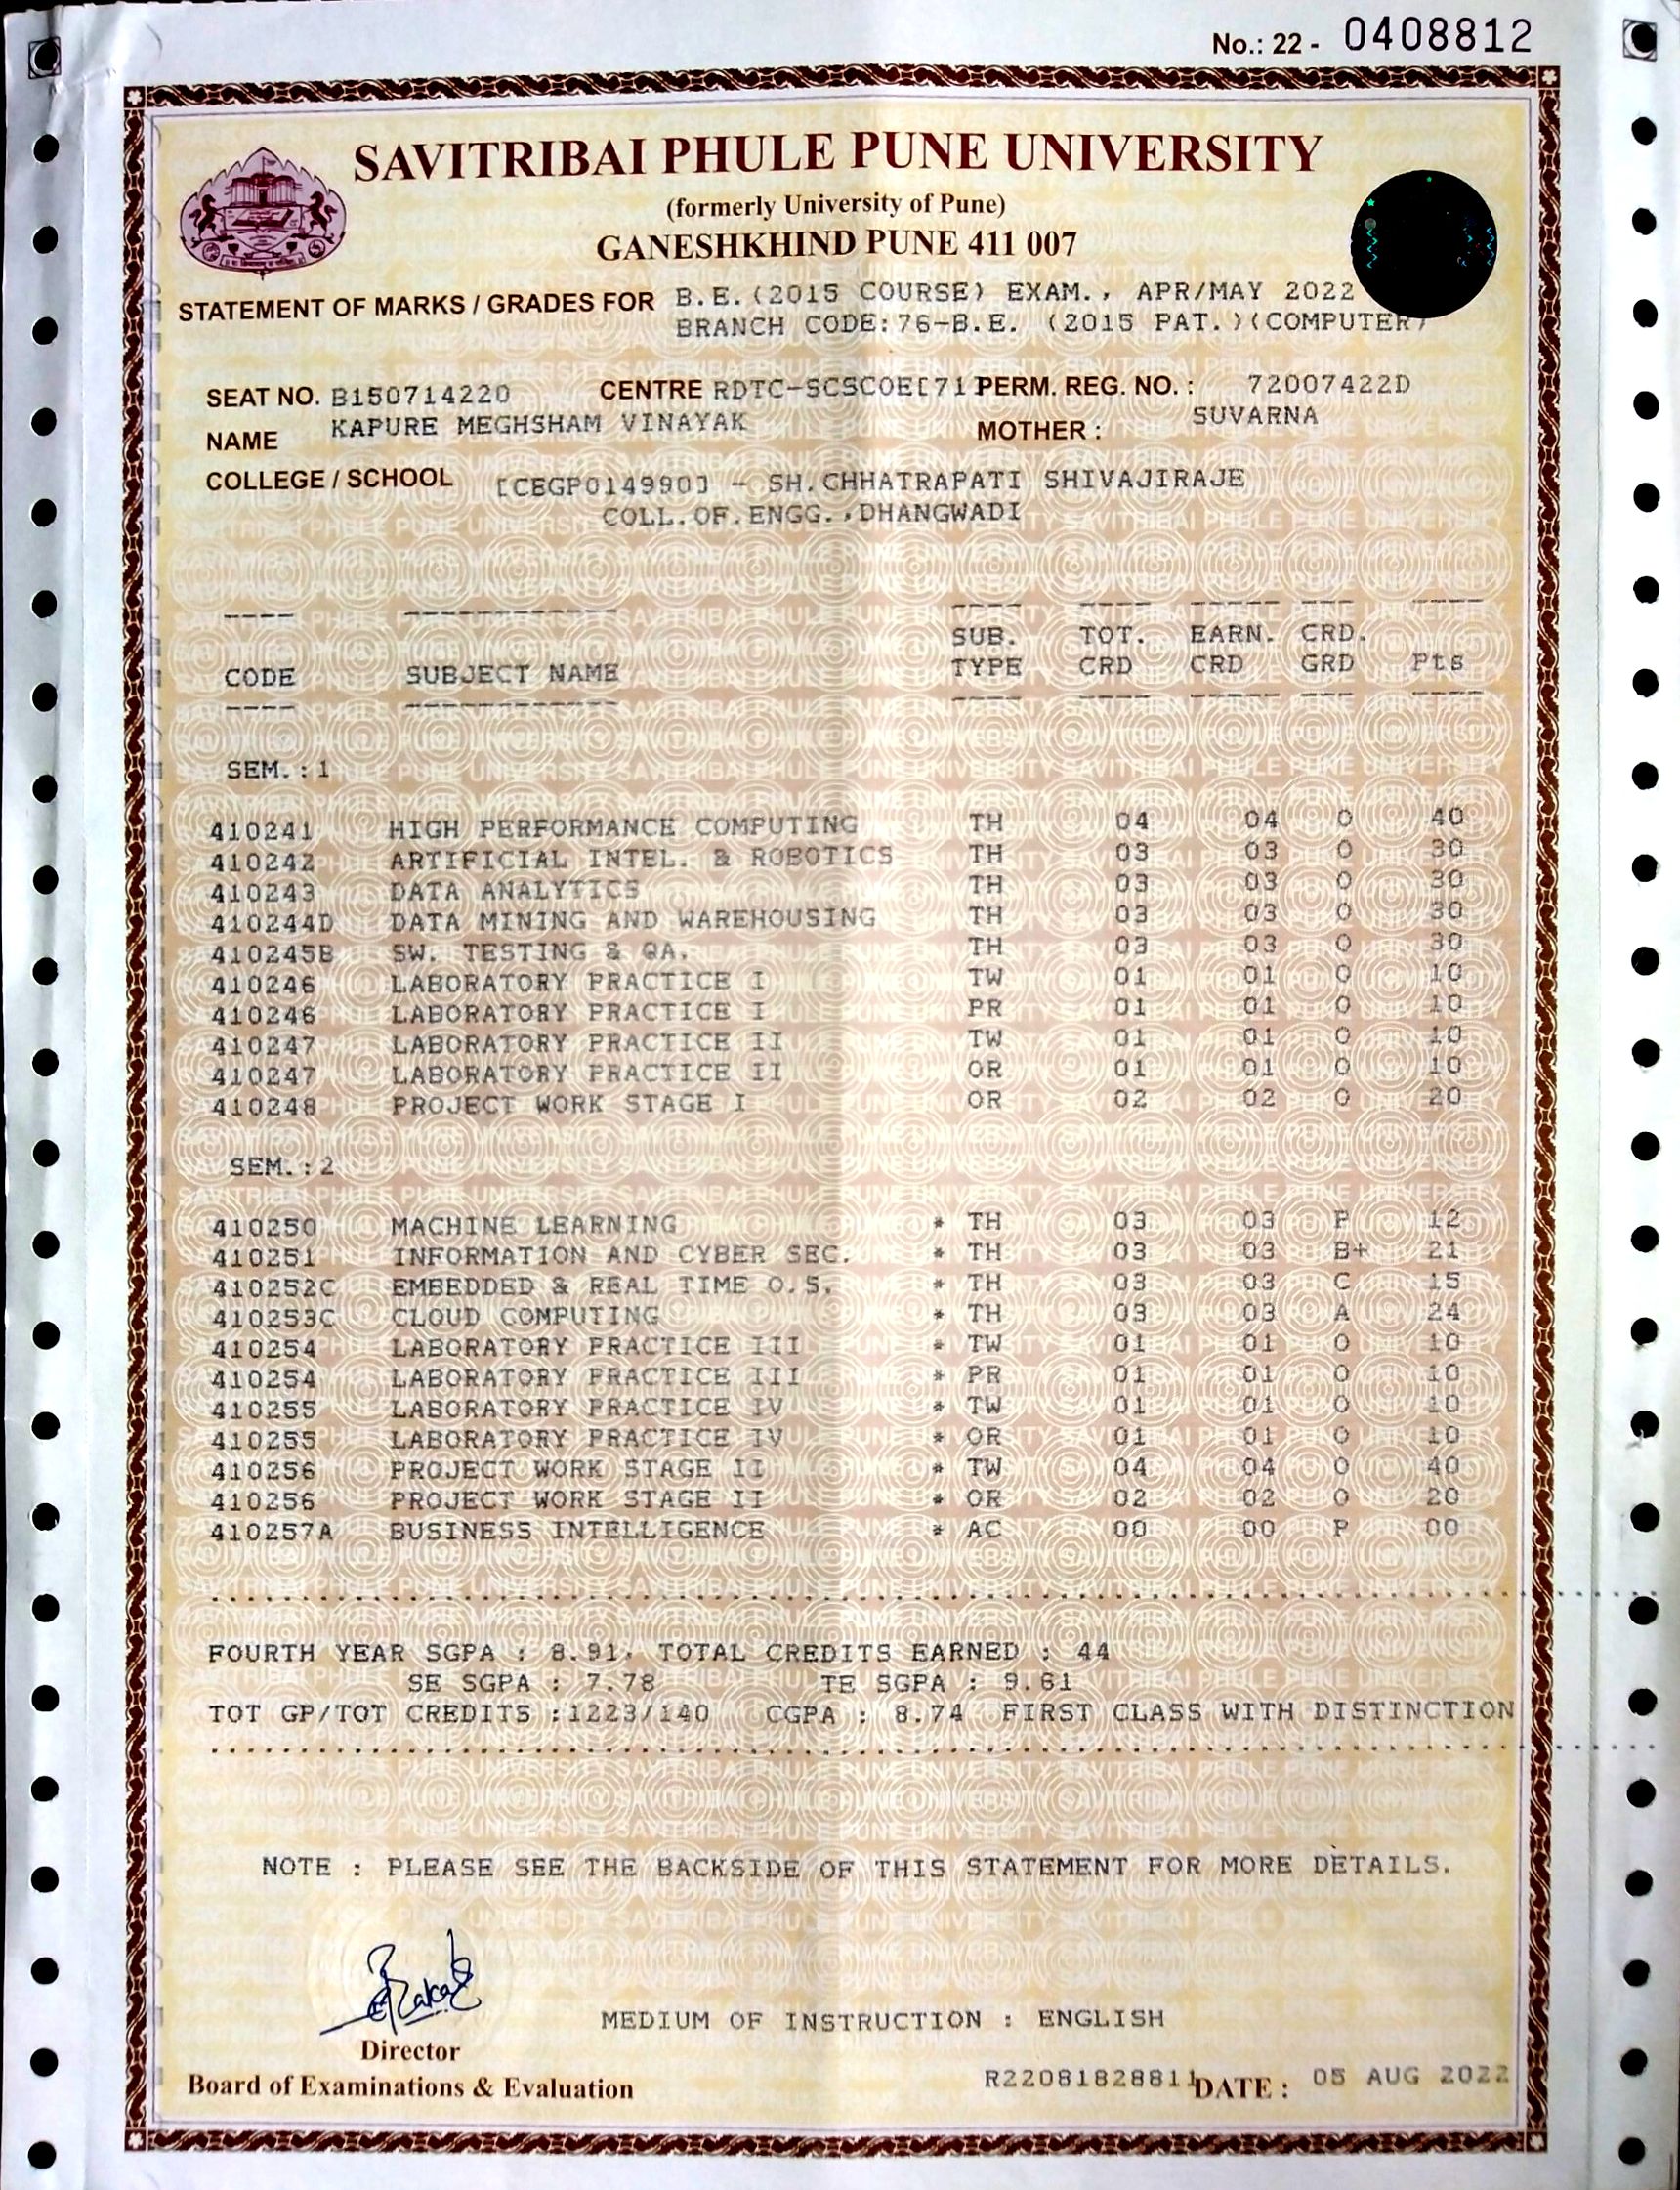 No.: 22 - 0408812
SAVITRIBAI PHULE PUNE UNIVERSITY
(formerly University of Pune)
GANESHKHIND PUNE 411 007
STATEMENT OF MARKS / GRADES FOR B.E.(2015 COURSE) EXAM., APR/MAY 2022
BRANCH CODE:76-B.E. (2015 PAT.)(COMPUTER)
SEAT NO. B150714220 CENTRE RDTC-SCSCOE[71] PERM. REG. NO. : 72007422D
NAME KAPURE MEGHSHAM VINAYAK MOTHER : SUVARNA
COLLEGE / SCHOOL [CEGP014990] - SH.CHHATRAPATI SHIVAJIRAJE
COLL.OF.ENGG.,DHANGWADI
SUB. TOT. EARN. CRD.
CODE SUBJECT NAME TYPE CRD CRD GRD Pts
SEM.:1
410241 HIGH PERFORMANCE COMPUTING TH 04 04 O 40
410242 ARTIFICIAL INTEL. & ROBOTICS TH 03 03 O 30
410243 DATA ANALYTICS TH 03 03 O 30
410244D DATA MINING AND WAREHOUSING TH 03 03 O 30
410245B SW. TESTING & QA. TH 03 03 O 30
410246 LABORATORY PRACTICE I TW 01 01 O 10
410246 LABORATORY PRACTICE I PR 01 01 O 10
410247 LABORATORY PRACTICE II TW 01 01 O 10
410247 LABORATORY PRACTICE II OR 01 01 O 10
410248 PROJECT WORK STAGE I OR 02 02 O 20
SEM.:2
410250 MACHINE LEARNING * TH 03 03 P 12
410251 INFORMATION AND CYBER SEC. * TH 03 03 B+ 21
410252C EMBEDDED & REAL TIME O.S. * TH 03 03 C 15
410253C CLOUD COMPUTING * TH 03 03 A 24
410254 LABORATORY PRACTICE III * TW 01 01 O 10
410254 LABORATORY PRACTICE III * PR 01 01 O 10
410255 LABORATORY PRACTICE IV * TW 01 01 O 10
410255 LABORATORY PRACTICE IV * OR 01 01 O 10
410256 PROJECT WORK STAGE II * TW 04 04 O 40
410256 PROJECT WORK STAGE II * OR 02 02 O 20
410257A BUSINESS INTELLIGENCE * AC 00 00 P 00
FOURTH YEAR SGPA : 8.91, TOTAL CREDITS EARNED : 44
SE SGPA : 7.78 TE SGPA : 9.61
TOT GP/TOT CREDITS :1223/140 CGPA : 8.74 FIRST CLASS WITH DISTINCTION
NOTE : PLEASE SEE THE BACKSIDE OF THIS STATEMENT FOR MORE DETAILS.
MEDIUM OF INSTRUCTION : ENGLISH
Director
Board of Examinations & Evaluation
R22081828811 DATE : 05 AUG 2022